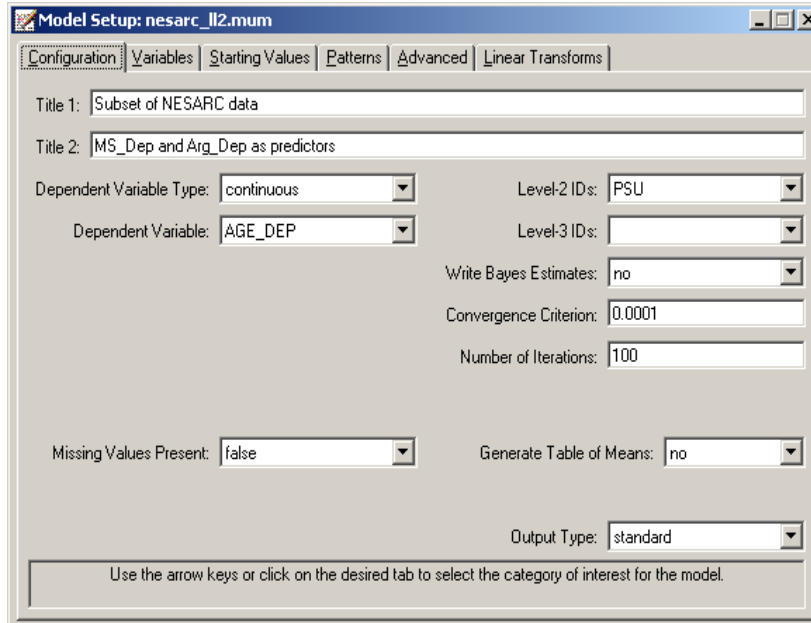 Model Setup: nesarc_ll2.mum
Configuration Variables Starting Values Patterns Advanced Linear Transforms
Title 1: Subset of NESARC data
Title 2: MS_Dep and Arg_Dep as predictors
Dependent Variable Type: continuous Level-2 IDs: PSU
Dependent Variable: AGE_DEP Level-3 IDs:
Write Bayes Estimates: no
Convergence Criterion: 0.0001
Number of Iterations: 100
Missing Values Present: false Generate Table of Means: no
Output Type: standard
Use the arrow keys or click on the desired tab to select the category of interest for the model.